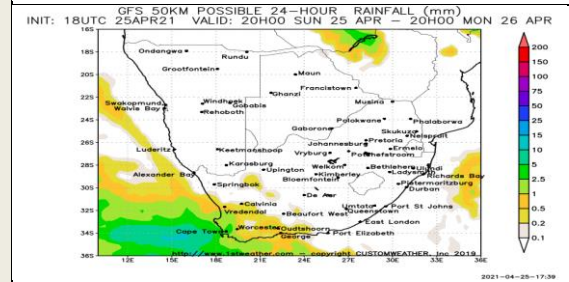 GFS 50KM POSSIBLE 24-HOUR RAINFALL (mm)
INIT: 18UTC 25APR21 VALID: 20H00 SUN 25 APR - 20H00 MON 26 APR
16S
Ondangwa Rundu
18S
Grootfontein Maun
20S
Ghanzi Francistown
22S
Swakopmund Windhoek Gobabis Musina
Walvis Bay Rehoboth Polokwane Phalaborwa
24S
Gaborone Skukuza
Pretoria Nelspruit
26S
Johannesburg Ermelo
Luderitz Keetmanshoop Vryburg Potchefstroom
Karasburg Welkom Bethlehem Ulundi
28S
Upington Kimberley Ladysmith Richards Bay
Alexander Bay Bloemfontein Pietermaritzburg
Springbok Durban
30S
De Aar
Calvinia Umtata Port St Johns
32S
Vredendal Beaufort West Queenstown
East London
Worcester Oudtshoorn
34S
Cape Town George Port Elizabeth
http://www.1stweather.com - copyright CUSTOMWEATHER, Inc 2019
36S
12E 15E 18E 21E 24E 27E 30E 33E 36E
200
150
100
75
50
25
15
10
5
2.5
1
0.5
0.2
0.1
2021-04-25-17:39